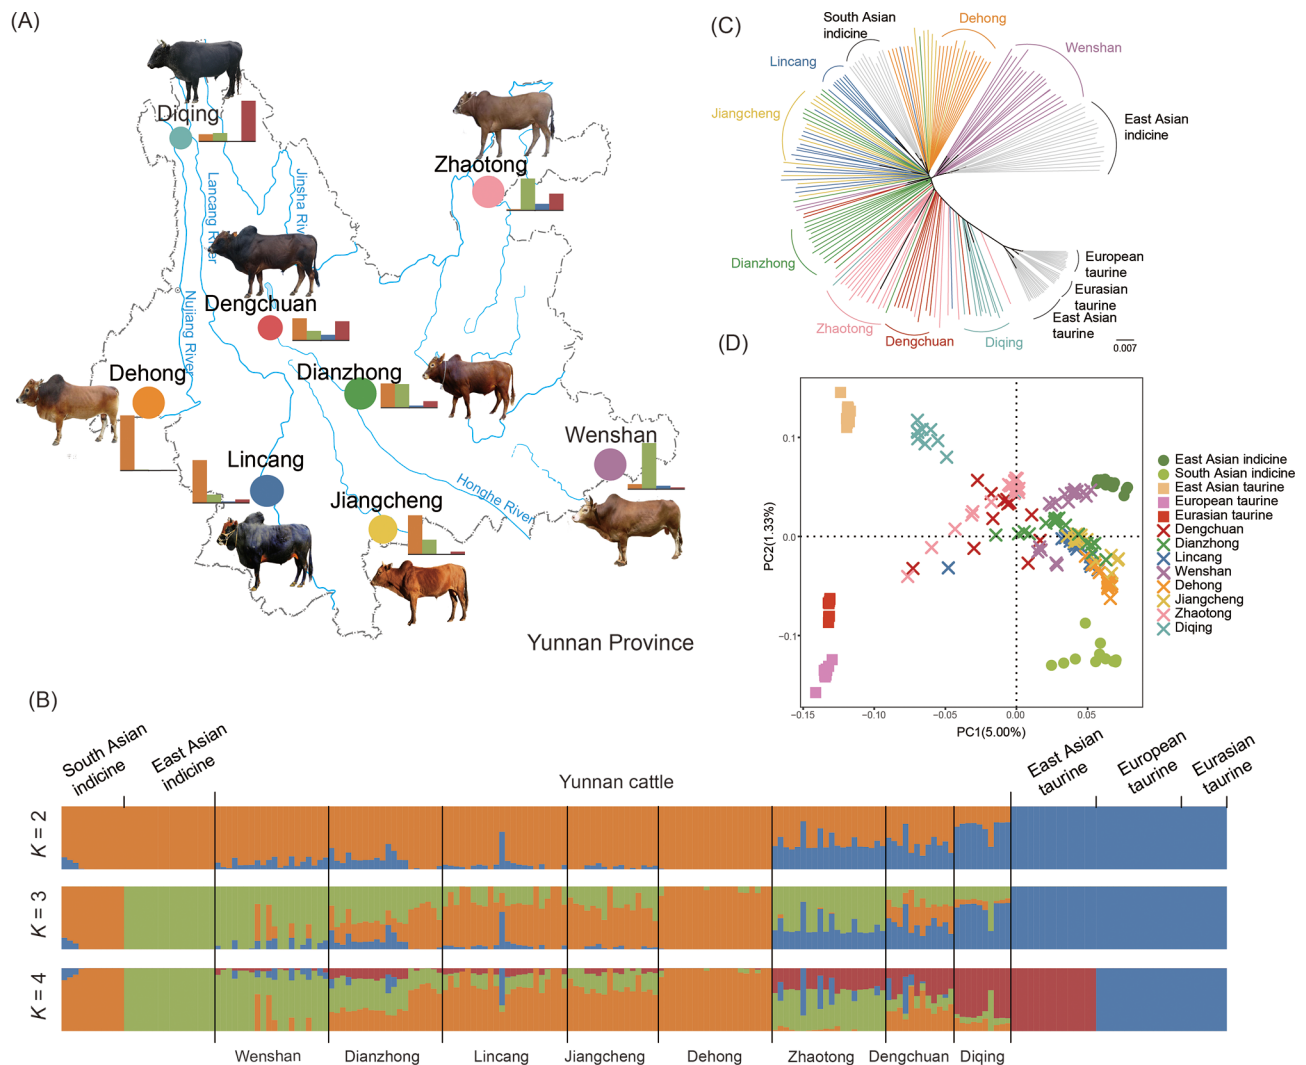 (A)
Diqing
Zhaotong
Lancang River
Jinsha Riv
Dengchuan
Nujiang River
Dehong
Dianzhong
Wenshan
Lincang
Jiangcheng
Honghe River
Yunnan Province
(C)
South Asian
indicine
Dehong
Wenshan
Lincang
Jiangcheng
East Asian
indicine
Dianzhong
European
taurine
Eurasian
taurine
East Asian
taurine
Zhaotong
Dengchuan
Diqing
0.007
(D)
PC2(1.33%)
0.1
0.0
−0.1
−0.15
−0.10
−0.05
0.00
0.05
PC1(5.00%)
East Asian indicine
South Asian indicine
East Asian taurine
European taurine
Eurasian taurine
Dengchuan
Dianzhong
Lincang
Wenshan
Dehong
Jiangcheng
Zhaotong
Diqing
(B)
South Asian
indicine
East Asian
indicine
Yunnan cattle
East Asian
taurine
European
taurine
Eurasian
taurine
K = 2
K = 3
K = 4
Wenshan
Dianzhong
Lincang
Jiangcheng
Dehong
Zhaotong
Dengchuan
Diqing